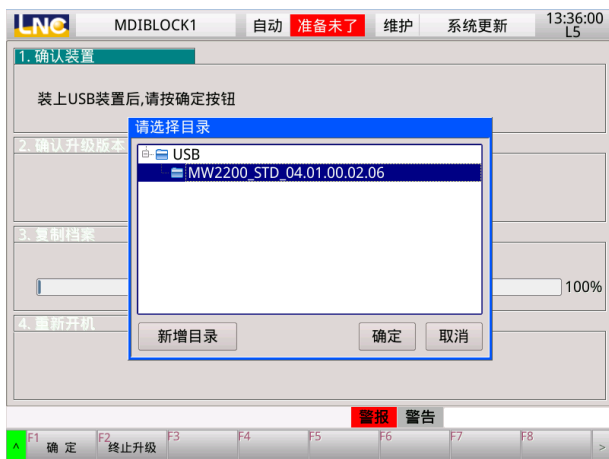 LNC MDIBLOCK1 自动 准备未了 维护 系统更新 13:36:00 L5
1. 确认装置
装上USB装置后,请按确定按钮
请选择目录
2. 确认升级版本
USB
MW2200_STD_04.01.00.02.06
3. 复制档案
100%
4. 重新开机
新增目录 确定 取消
警报 警告
^ F1 确 定 F2 终止升级 F3 F4 F5 F6 F7 F8 >